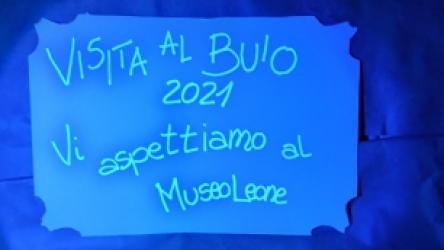 VISITA AL BUIO
2021
Vi aspettiamo al
MuseoLeone